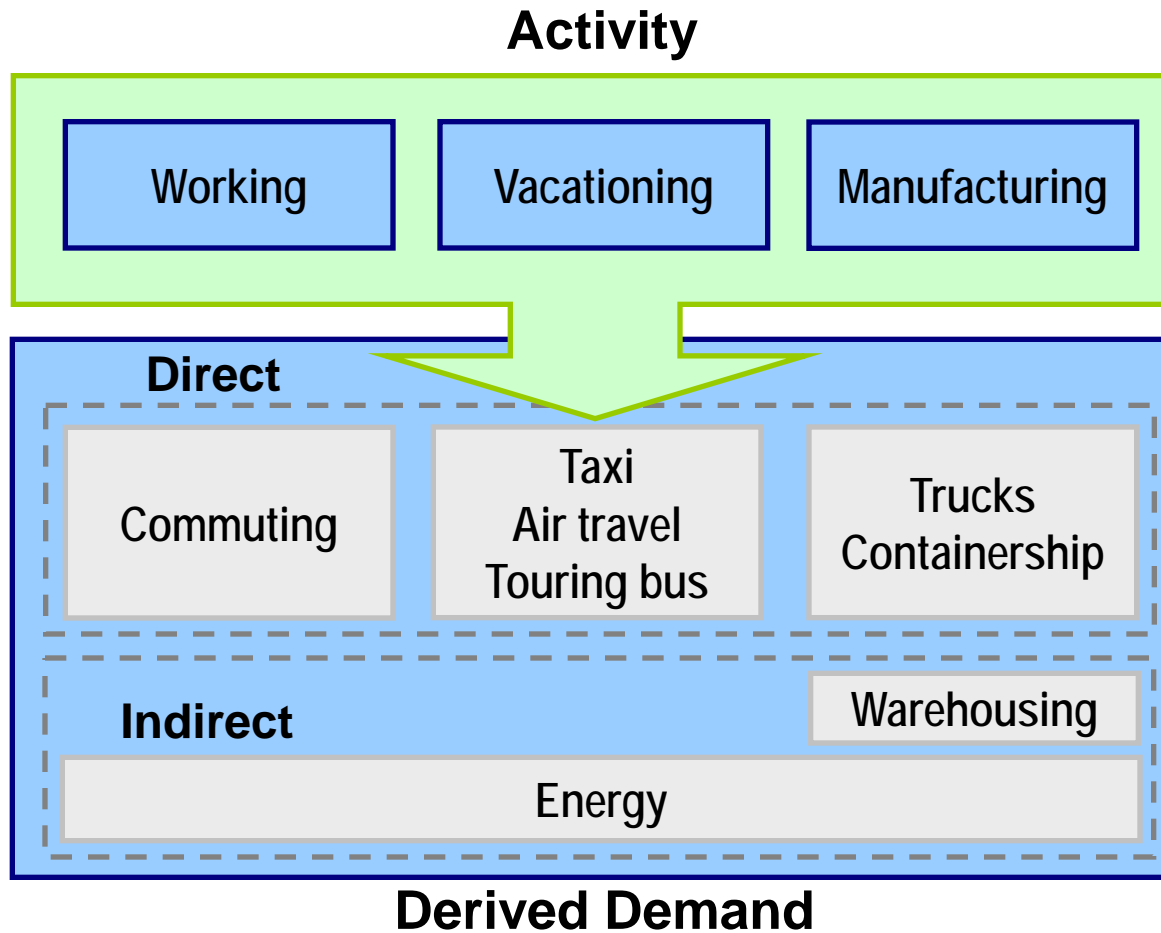 Activity
Working
Vacationing
Manufacturing
Direct
Commuting
Taxi
Air travel
Touring bus
Trucks
Containership
Indirect
Warehousing
Energy
Derived Demand